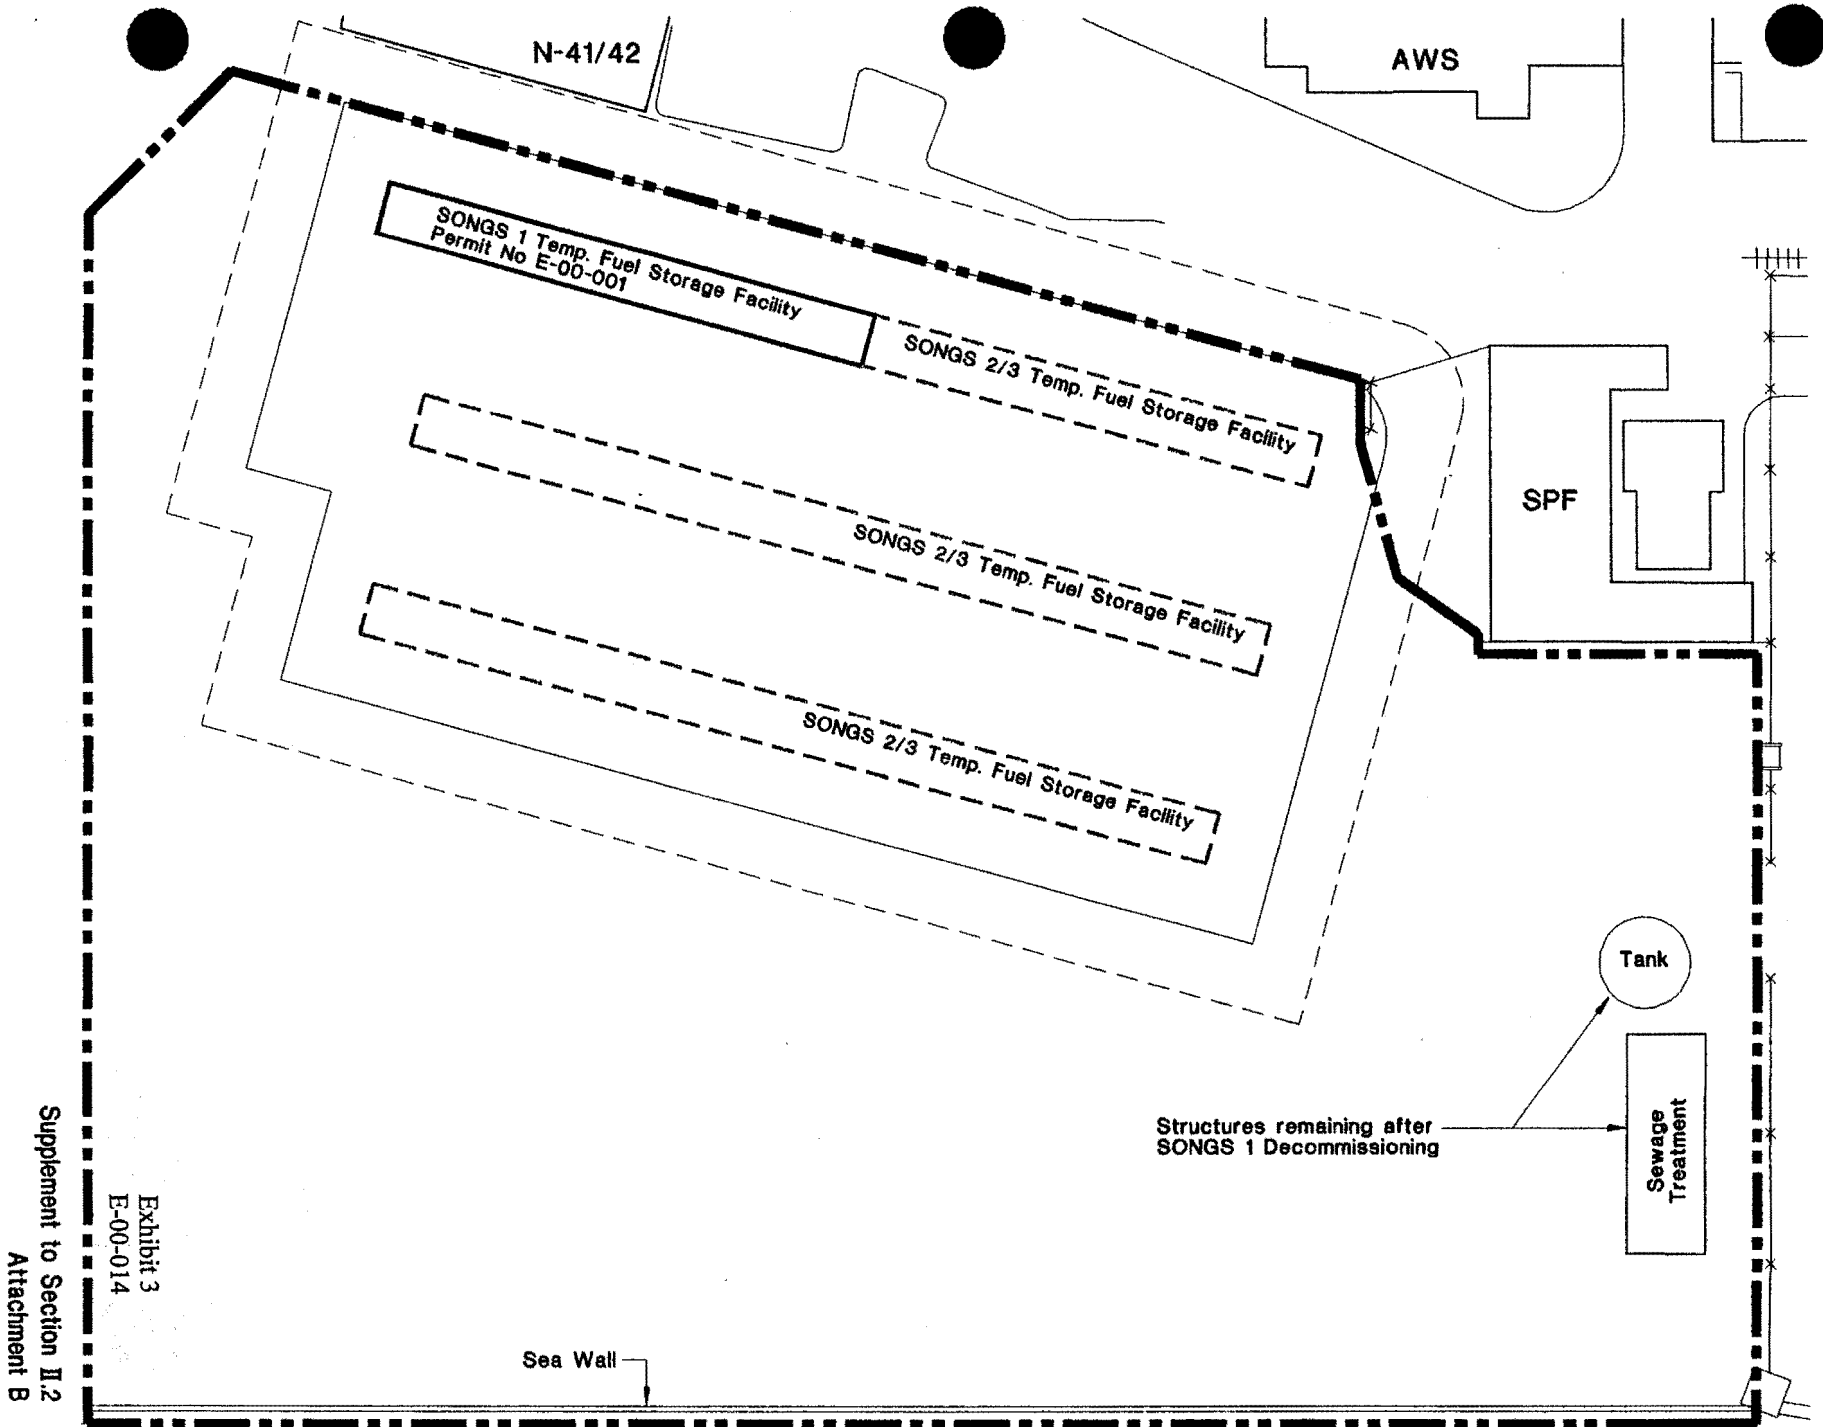 N-41/42
AWS
SONGS 1 Temp. Fuel Storage Facility
Permit No E-00-001
SONGS 2/3 Temp. Fuel Storage Facility
SPF
SONGS 2/3 Temp. Fuel Storage Facility
SONGS 2/3 Temp. Fuel Storage Facility
Tank
Structures remaining after
SONGS 1 Decommissioning
Sewage
Treatment
Sea Wall
Exhibit 3
E-00-014
Supplement to Section II.2
Attachment B